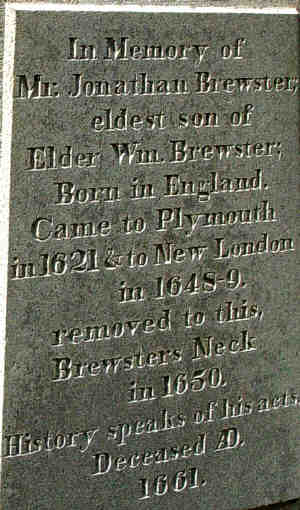 In Memory of
Mr. Jonathan Brewster,
eldest son of
Elder Wm. Brewster;
Born in England.
Came to Plymouth
in 1621 & to New London
in 1648-9.
removed to this,
Brewsters Neck
in 1650.
History speaks of his acts.
Deceased AD.
1661.